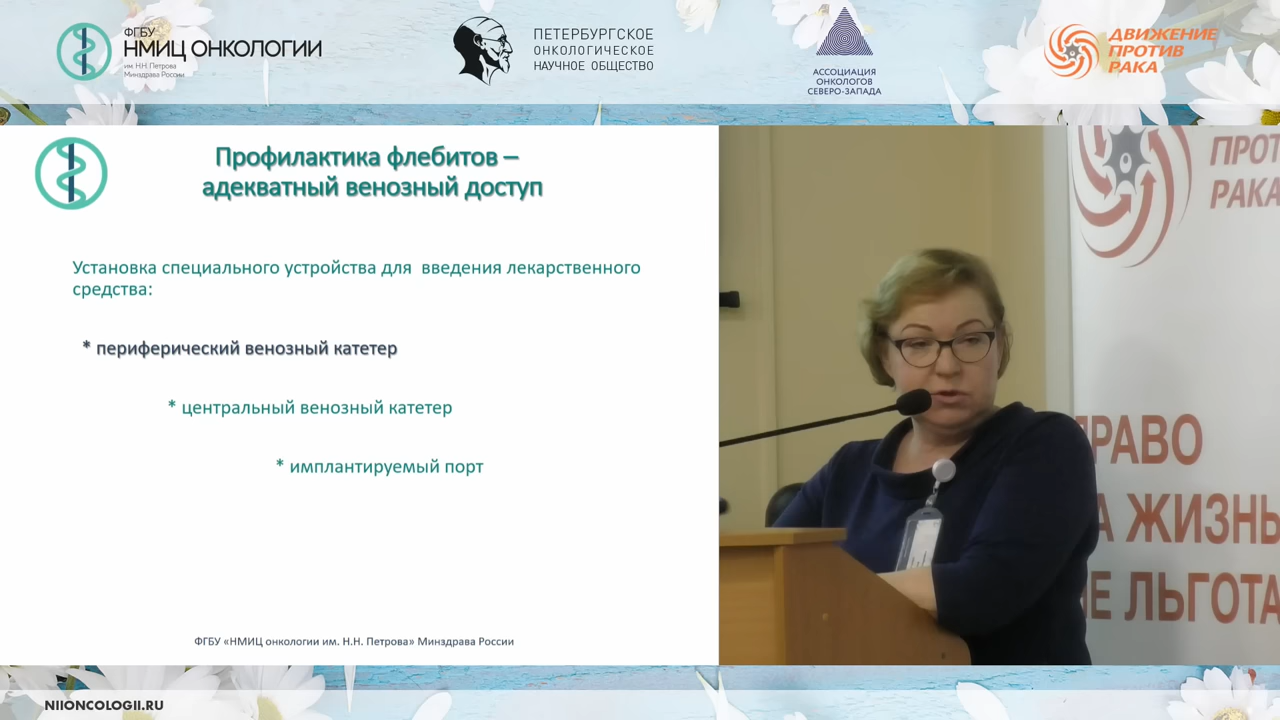 ФГБУ
НМИЦ ОНКОЛОГИИ
им. Н.Н. Петрова
Минздрава России
ПЕТЕРБУРГСКОЕ
ОНКОЛОГИЧЕСКОЕ
НАУЧНОЕ ОБЩЕСТВО
АССОЦИАЦИЯ
ОНКОЛОГОВ
СЕВЕРО-ЗАПАДА
ДВИЖЕНИЕ
ПРОТИВ
РАКА
Профилактика флебитов –
адекватный венозный доступ
Установка специального устройства для введения лекарственного
средства:
* периферический венозный катетер
* центральный венозный катетер
* имплантируемый порт
ФГБУ «НМИЦ онкологии им. Н.Н. Петрова» Минздрава России
ПРОТ
РАКА
РАВО
А ЖИЗНЬ
Е ЛЬГОТА
NIIONCOLOGII.RU